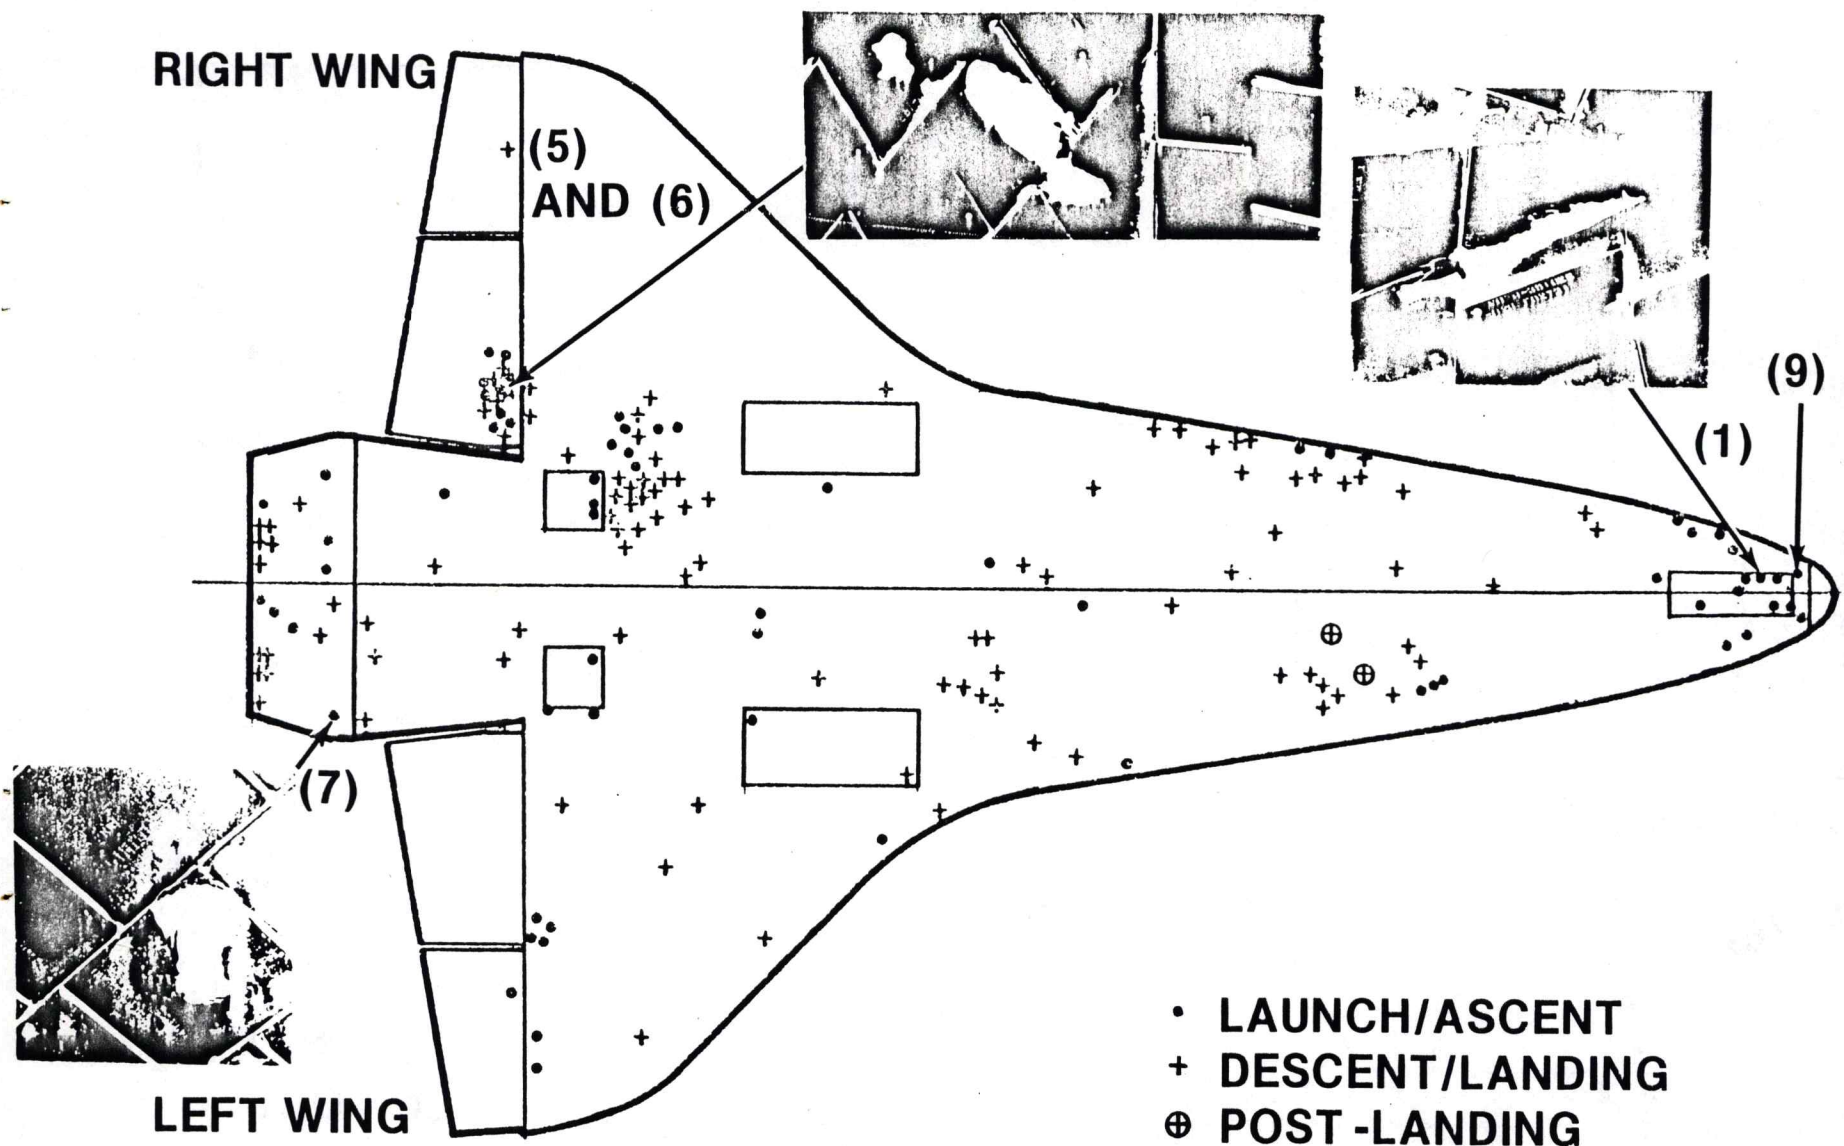 RIGHT WING
(5)
AND (6)
(9)
(1)
(7)
LEFT WING
• LAUNCH/ASCENT
+ DESCENT/LANDING
⊕ POST-LANDING